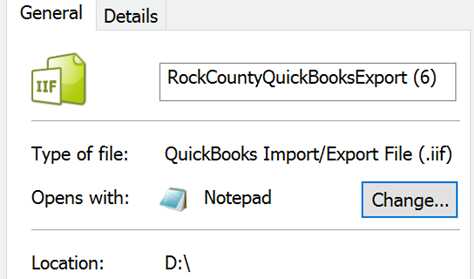 General Details
IIF
RockCountyQuickBooksExport (6)
Type of file: QuickBooks Import/Export File (.iif)
Opens with: Notepad Change...
Location: D:\